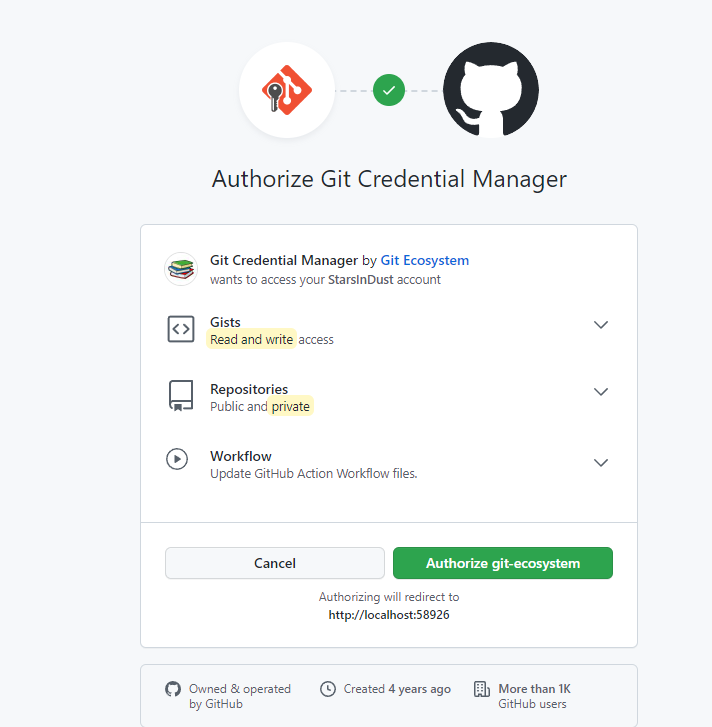 Authorize Git Credential Manager
Git Credential Manager by Git Ecosystem
wants to access your StarsInDust account
Gists
Read and write access
Repositories
Public and private
Workflow
Update GitHub Action Workflow files.
Cancel
Authorize git-ecosystem
Authorizing will redirect to
http://localhost:58926
Owned & operated
by GitHub
Created 4 years ago
More than 1K
GitHub users